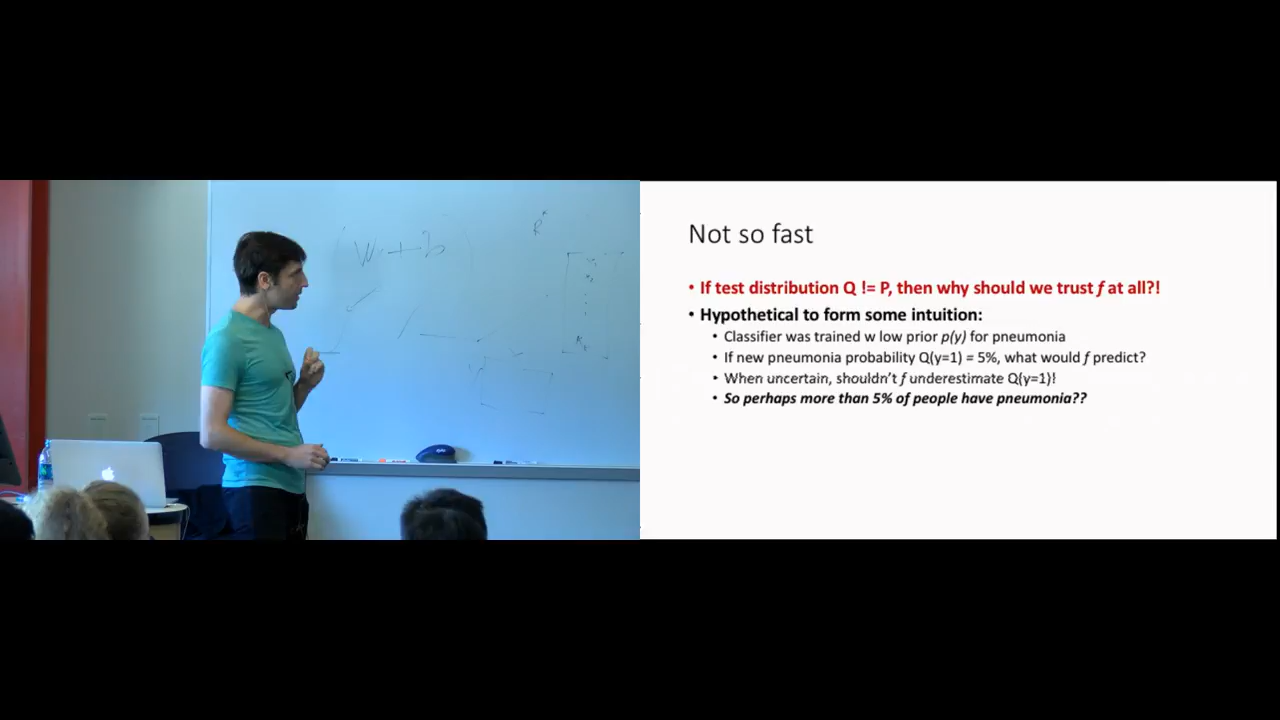 (W + b)
Not so fast
• If test distribution Q != P, then why should we trust f at all?!
• Hypothetical to form some intuition:
• Classifier was trained w low prior p(y) for pneumonia
• If new pneumonia probability Q(y=1) = 5%, what would f predict?
• When uncertain, shouldn't f underestimate Q(y=1)!
• So perhaps more than 5% of people have pneumonia??